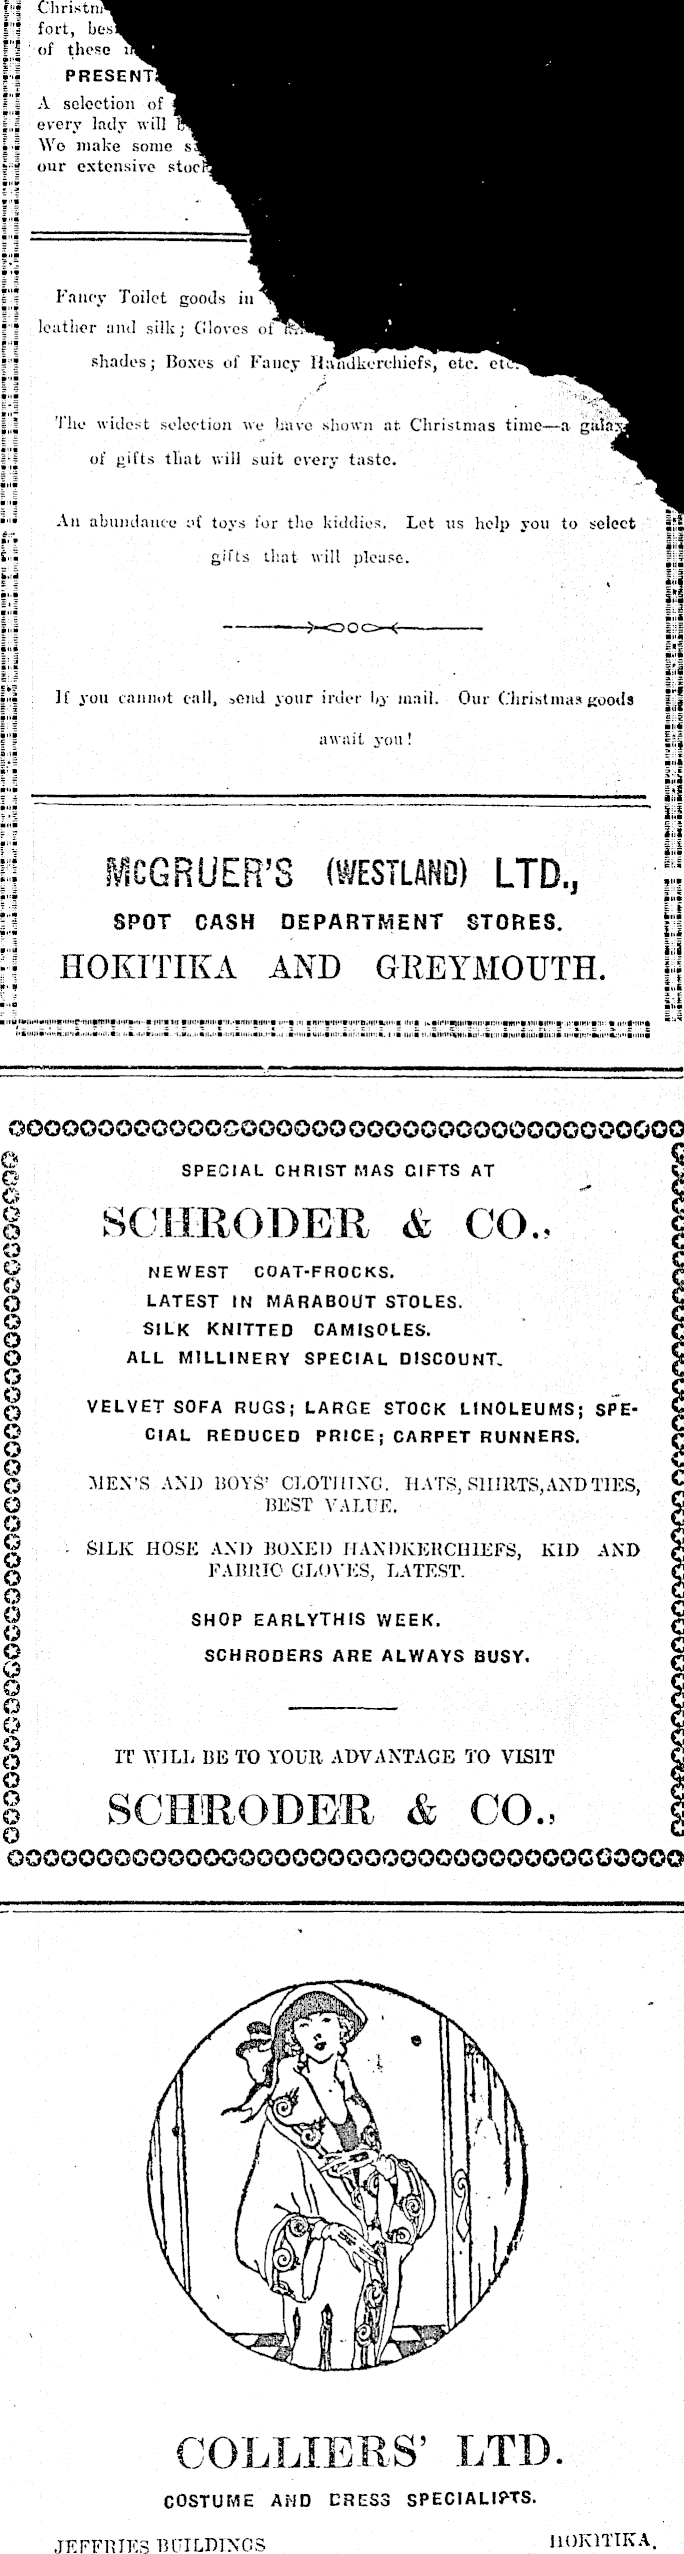 fort,
of these
PRESENT
A selection of
every lady will
We make some
our extensive
Fancy Toilet goods in
leather and silk; Gloves of
shades; Boxes of Fancy Handkerchiefs, etc. etc.
The widest selection we have shown at Christmas time—a
of gifts that will suit every taste.
An abundance of toys for the kiddies. Let us help you to select
gifts that will please.
If you cannot call, send your irder by mail. Our Christmas goods
await you!
McGRUER'S (WESTLAND) LTD.,
SPOT CASH DEPARTMENT STORES.
HOKITIKA AND GREYMOUTH.
SPECIAL CHRIST MAS GIFTS AT
SCHRODER & CO.,
NEWEST COAT-FROCKS.
LATEST IN MARABOUT STOLES.
SILK KNITTED CAMISOLES.
ALL MILLINERY SPECIAL DISCOUNT.
VELVET SOFA RUGS; LARGE STOCK LINOLEUMS; SPE-
CIAL REDUCED PRICE; CARPET RUNNERS.
MEN'S AND BOYS' CLOTHING. HATS, SHIRTS, AND TIES,
BEST VALUE.
SILK HOSE AND BOXED HANDKERCHIEFS, KID AND
FABRIC GLOVES, LATEST.
SHOP EARLYTHIS WEEK.
SCHRODERS ARE ALWAYS BUSY.
IT WILL BE TO YOUR ADVANTAGE TO VISIT
SCHRODER & CO.,
COLLIERS' LTD.
COSTUME AND DRESS SPECIALISTS.
JEFFRIES BUILDINGS HOKITIKA.